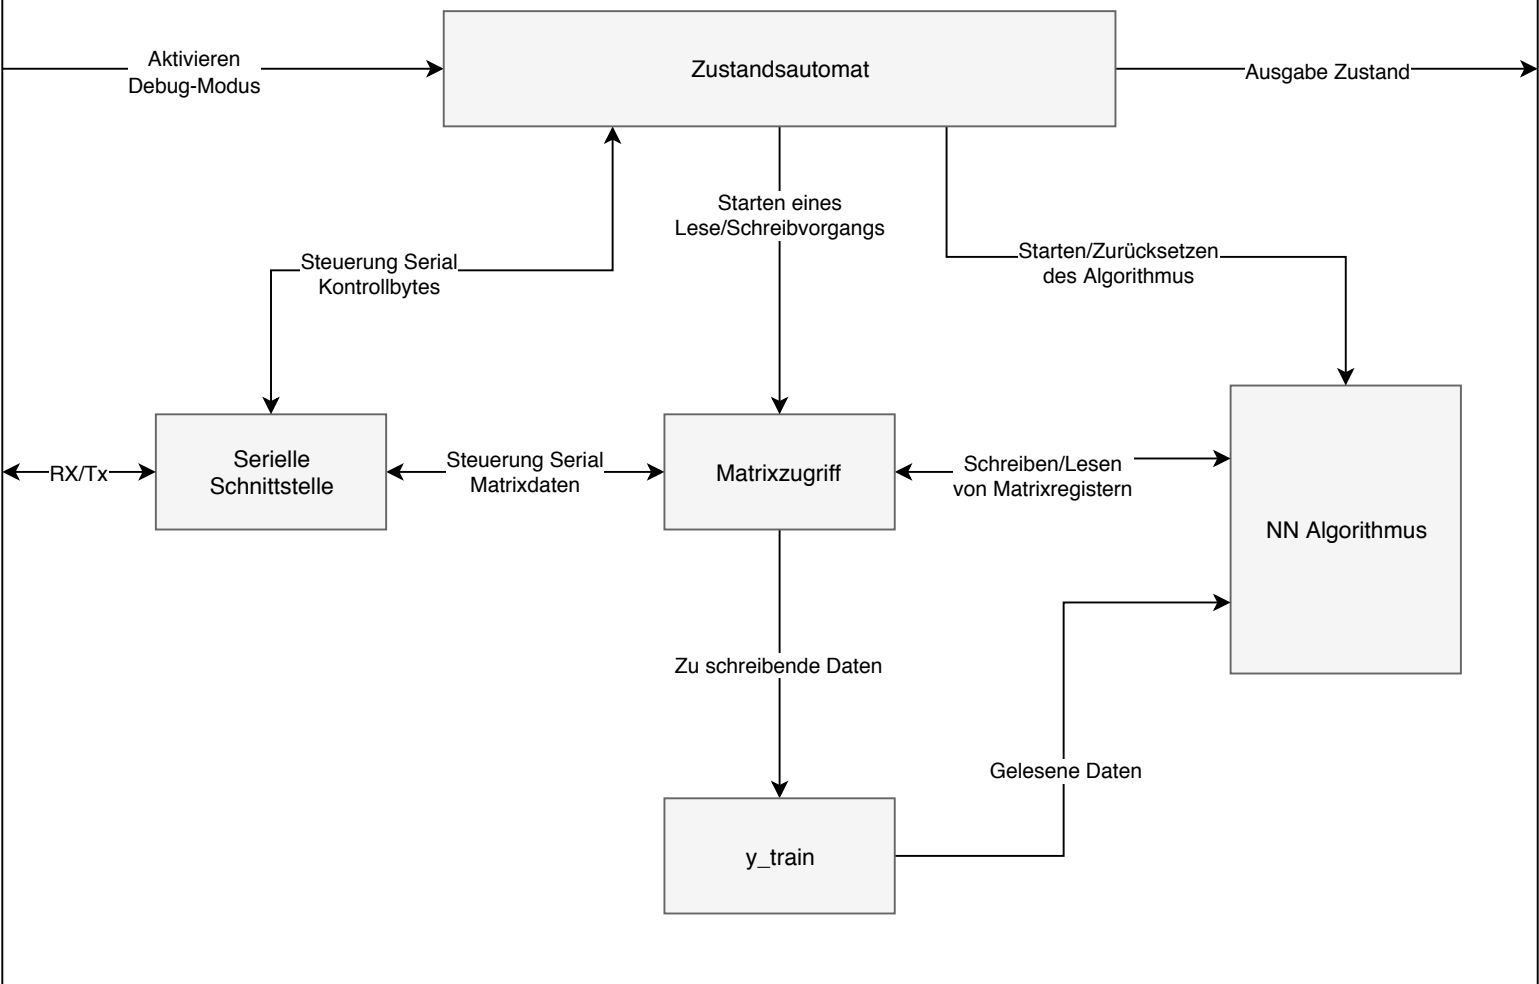 Aktivieren
Debug-Modus
Zustandsautomat
Ausgabe Zustand
Starten eines
Lese/Schreibvorgangs
Steuerung Serial
Kontrollbytes
Starten/Zurücksetzen
des Algorithmus
RX/Tx
Serielle
Schnittstelle
Steuerung Serial
Matrixdaten
Matrixzugriff
Schreiben/Lesen
von Matrixregistern
NN Algorithmus
Zu schreibende Daten
Gelesene Daten
y_train